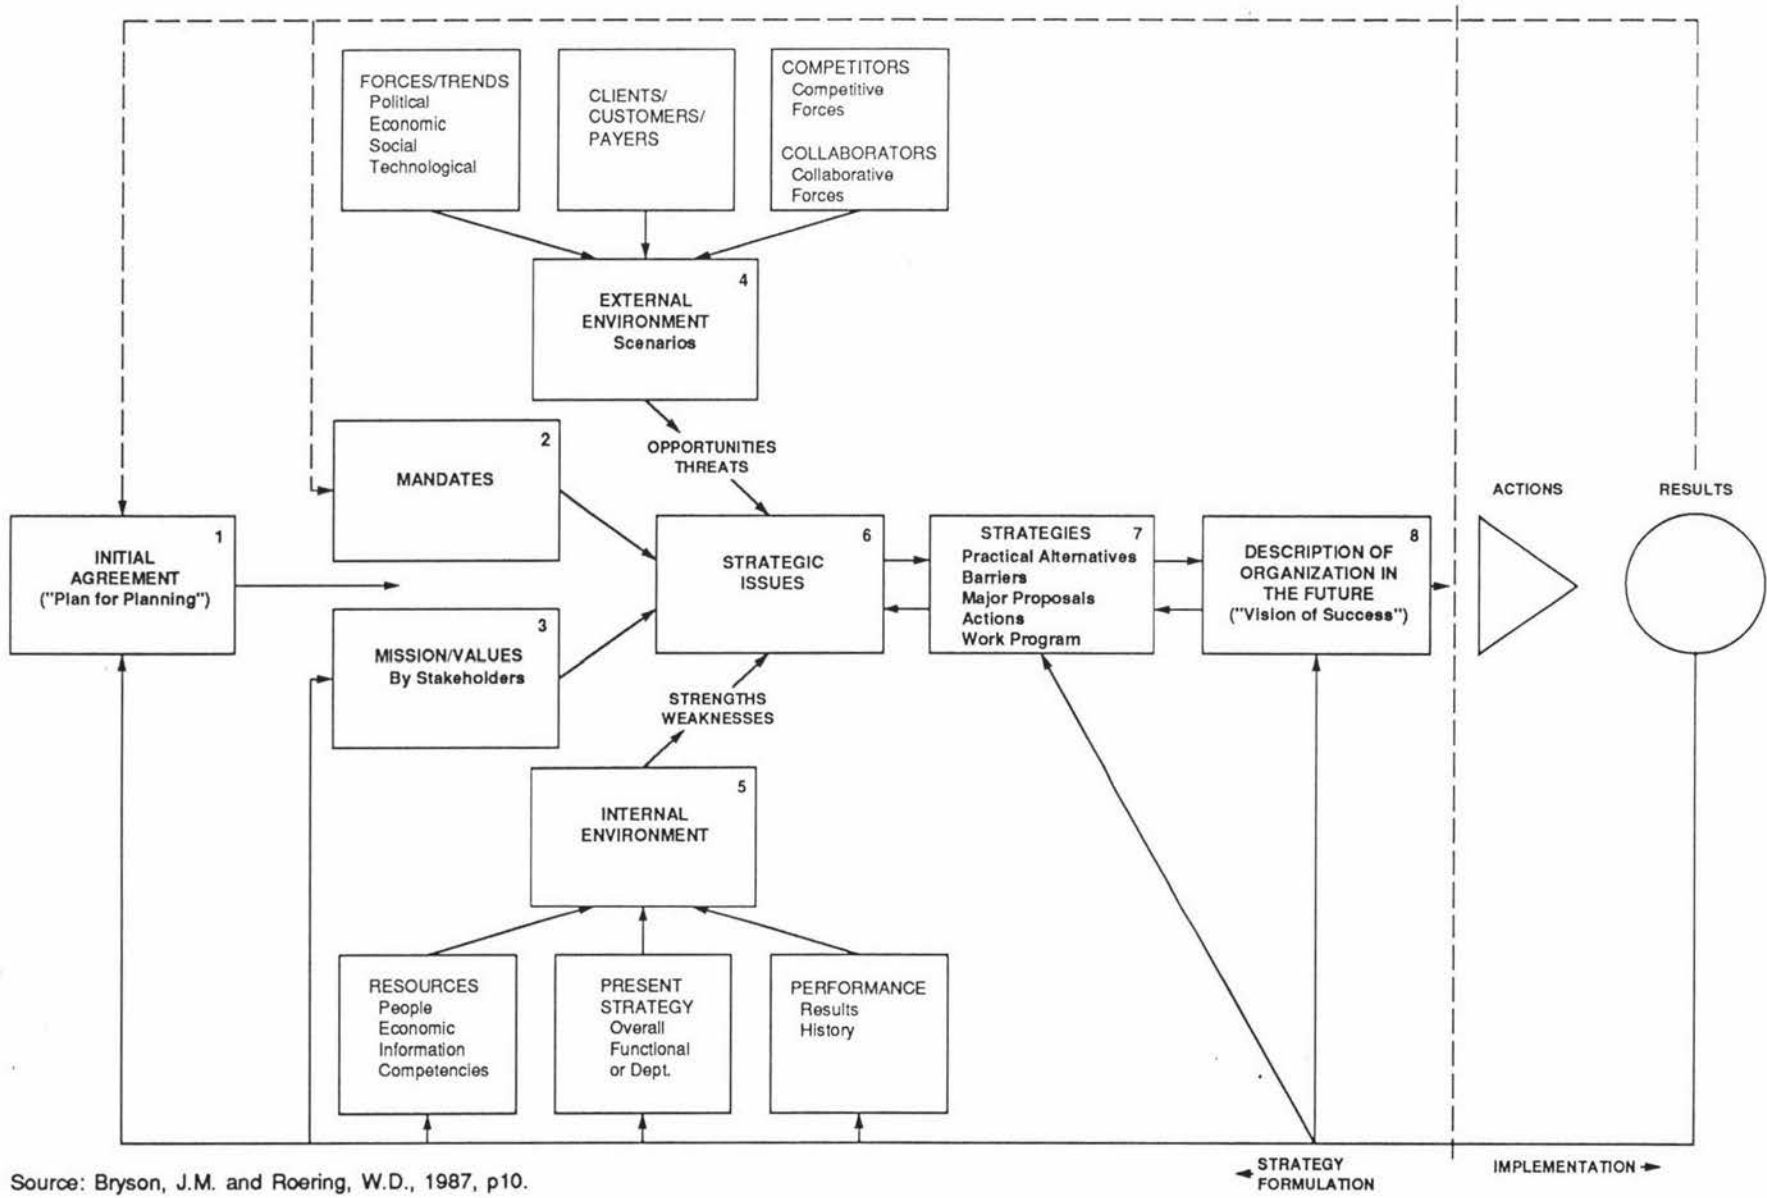 FORCES/TRENDS
Political
Economic
Social
Technological
CLIENTS/
CUSTOMERS/
PAYERS
COMPETITORS
Competitive
Forces
COLLABORATORS
Collaborative
Forces
4
EXTERNAL
ENVIRONMENT
Scenarios
OPPORTUNITIES
THREATS
2
MANDATES
1
INITIAL
AGREEMENT
("Plan for Planning")
3
MISSION/VALUES
By Stakeholders
6
STRATEGIC
ISSUES
STRATEGIES 7
Practical Alternatives
Barriers
Major Proposals
Actions
Work Program
8
DESCRIPTION OF
ORGANIZATION IN
THE FUTURE
("Vision of Success")
ACTIONS
RESULTS
STRENGTHS
WEAKNESSES
5
INTERNAL
ENVIRONMENT
RESOURCES
People
Economic
Information
Competencies
PRESENT
STRATEGY
Overall
Functional
or Dept.
PERFORMANCE
Results
History
STRATEGY
FORMULATION
IMPLEMENTATION
Source: Bryson, J.M. and Roering, W.D., 1987, p10.